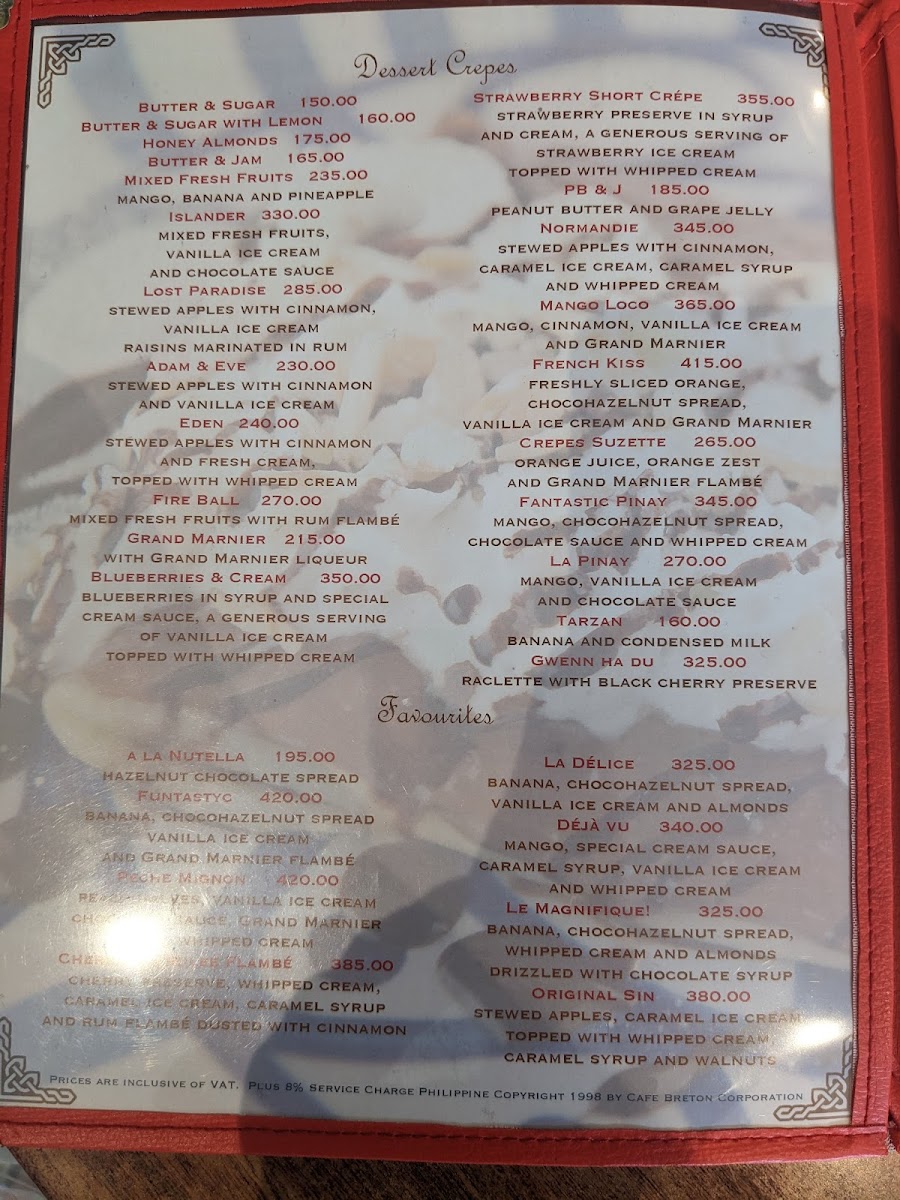 Dessert Crepes
Butter & Sugar 150.00
Butter & Sugar with Lemon 160.00
Honey Almonds 175.00
Butter & Jam 165.00
Mixed Fresh Fruits 235.00
mango, banana and pineapple
Islander 330.00
mixed fresh fruits,
vanilla ice cream
and chocolate sauce
Lost Paradise 285.00
stewed apples with cinnamon,
vanilla ice cream
raisins marinated in rum
Adam & Eve 230.00
stewed apples with cinnamon
and vanilla ice cream
Eden 240.00
stewed apples with cinnamon
and fresh cream,
topped with whipped cream
Fire Ball 270.00
mixed fresh fruits with rum flambé
Grand Marnier 215.00
with Grand Marnier liqueur
Blueberries & Cream 350.00
blueberries in syrup and special
cream sauce, a generous serving
of vanilla ice cream
topped with whipped cream
Strawberry Short Crépe 355.00
strawberry preserve in syrup
and cream, a generous serving of
strawberry ice cream
topped with whipped cream
PB & J 185.00
peanut butter and grape jelly
Normandie 345.00
stewed apples with cinnamon,
caramel ice cream, caramel syrup
and whipped cream
Mango Loco 365.00
mango, cinnamon, vanilla ice cream
and Grand Marnier
French Kiss 415.00
freshly sliced orange,
chocohazelnut spread,
vanilla ice cream and Grand Marnier
Crepes Suzette 265.00
orange juice, orange zest
and Grand Marnier flambé
Fantastic Pinay 345.00
mango, chocohazelnut spread,
chocolate sauce and whipped cream
La Pinay 270.00
mango, vanilla ice cream
and chocolate sauce
Tarzan 160.00
banana and condensed milk
Gwenn ha du 325.00
raclette with black cherry preserve
Favourites
a la Nutella 195.00
hazelnut chocolate spread
Funtastyc 420.00
banana, chocohazelnut spread
vanilla ice cream
and Grand Marnier flambé
Peche Mignon 420.00
vanilla ice cream
Grand Marnier
whipped cream
flambé 385.00
cherry preserve, whipped cream,
caramel ice cream, caramel syrup
and rum flambé dusted with cinnamon
La Délice 325.00
banana, chocohazelnut spread,
vanilla ice cream and almonds
Déjà vu 340.00
mango, special cream sauce,
caramel syrup, vanilla ice cream
and whipped cream
Le Magnifique! 325.00
banana, chocohazelnut spread,
whipped cream and almonds
drizzled with chocolate syrup
Original Sin 380.00
stewed apples, caramel ice cream
topped with whipped cream,
caramel syrup and walnuts
Prices are inclusive of VAT. Plus 8% Service Charge Philippine Copyright 1998 by Cafe Breton Corporation